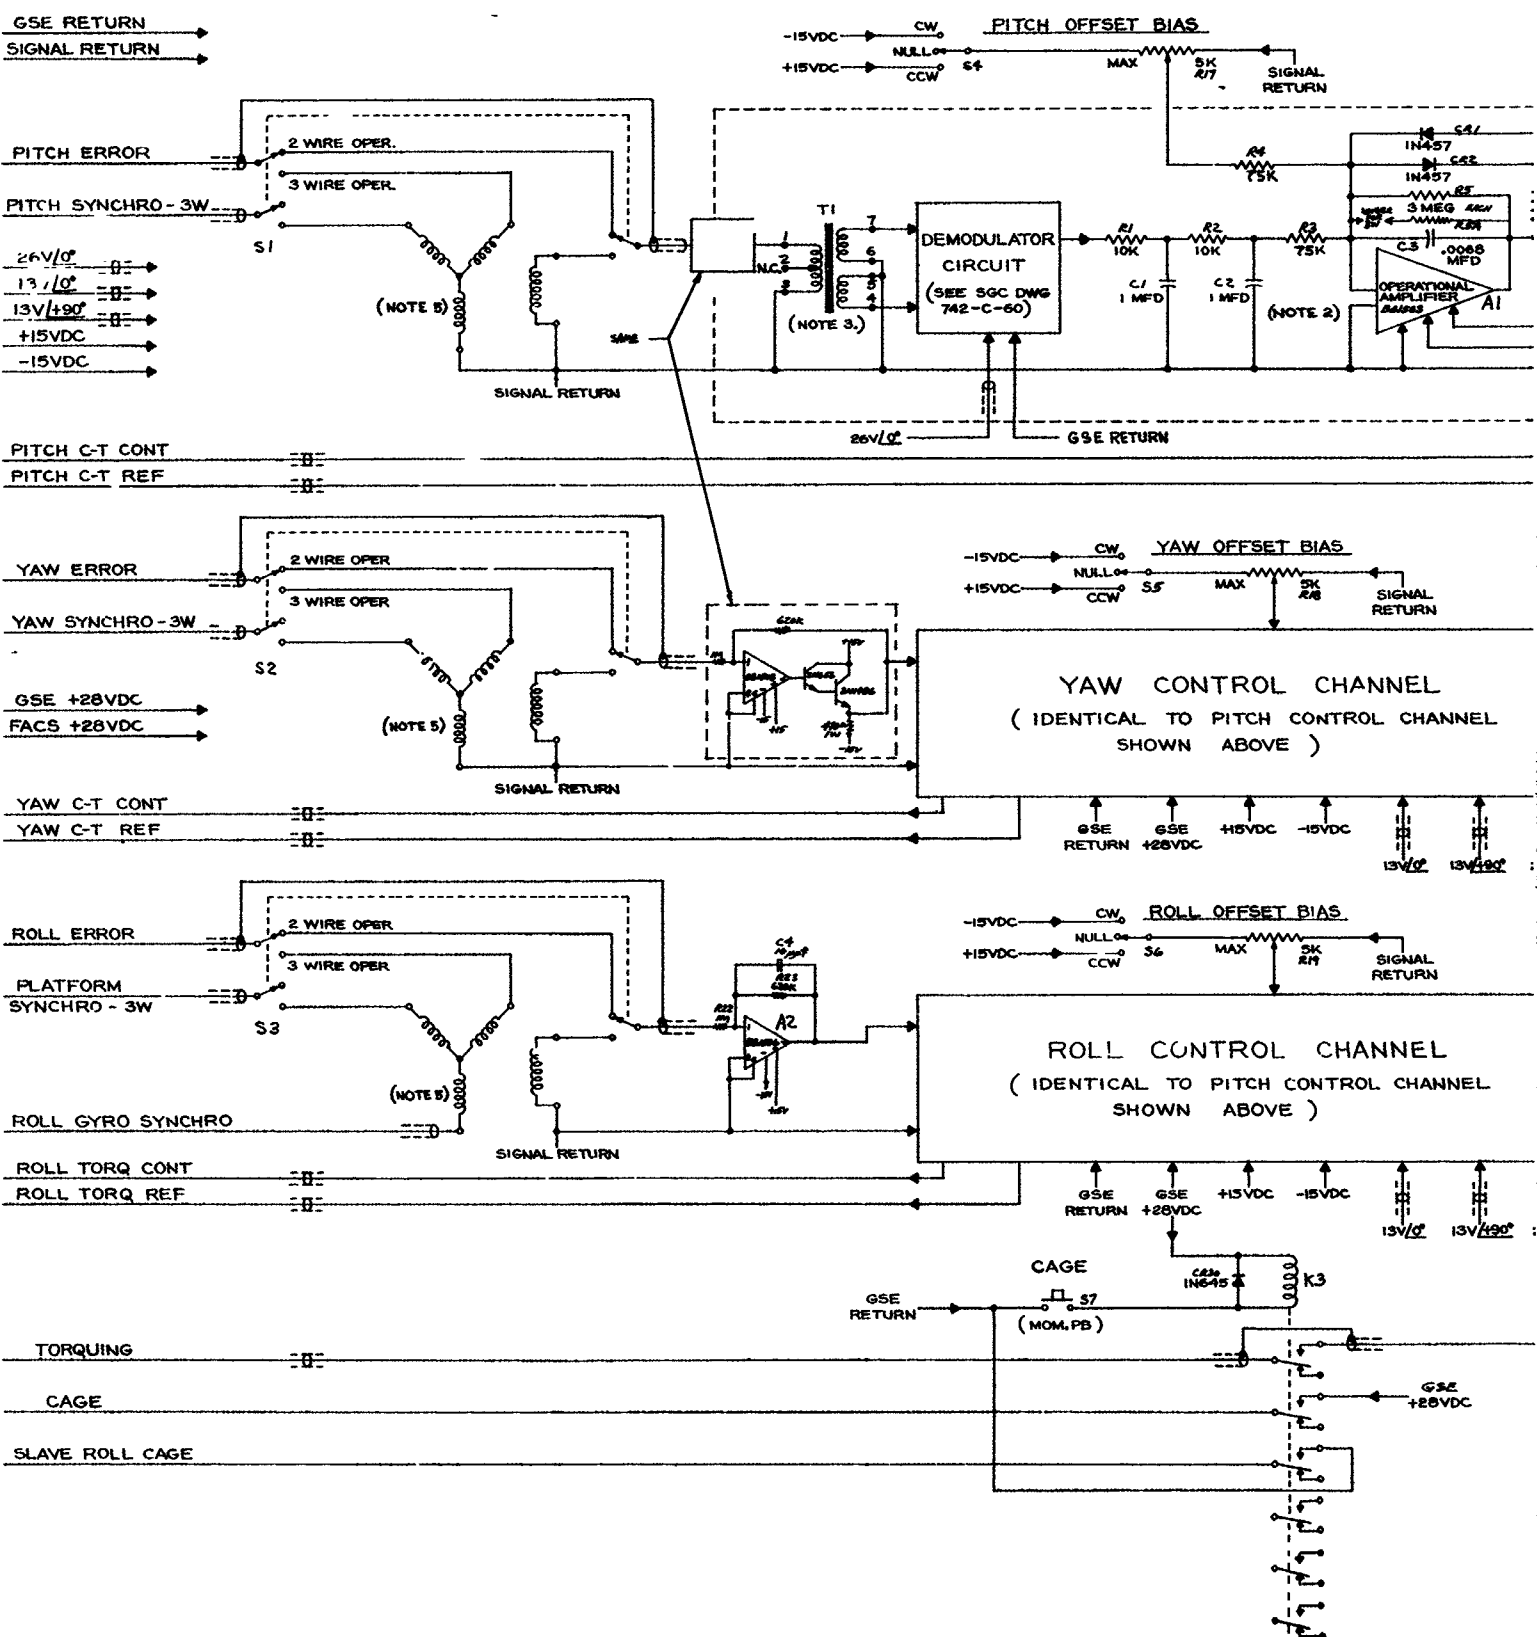 GSE RETURN
SIGNAL RETURN
-15VDC
CW
PITCH OFFSET BIAS
NULL
S4
+15VDC
CCW
MAX
5K
R17
SIGNAL
RETURN
PITCH ERROR
2 WIRE OPER.
3 WIRE OPER.
PITCH SYNCHRO-3W
S1
R4
75K
CR1
1N457
CR2
1N457
R5
3 MEG
C3
.0068
MFD
OPERATIONAL
AMPLIFIER
A1
T1
1
2
N.C.
3
7
6
5
4
(NOTE 3.)
DEMODULATOR
CIRCUIT
(SEE SGC DWG
742-C-60)
R1
10K
R2
10K
R3
75K
C1
1 MFD
C2
1 MFD
(NOTE 2)
26V/0°
13V/0°
13V/+90°
+15VDC
-15VDC
(NOTE 5)
SAME
SIGNAL RETURN
26V/0°
GSE RETURN
PITCH C-T CONT
PITCH C-T REF
YAW ERROR
2 WIRE OPER
3 WIRE OPER
YAW SYNCHRO-3W
S2
-15VDC
CW
YAW OFFSET BIAS
NULL
S5
+15VDC
CCW
MAX
5K
R18
SIGNAL
RETURN
620K
GSE +28VDC
FACS +28VDC
(NOTE 5)
SIGNAL RETURN
+15
-15V
YAW CONTROL CHANNEL
( IDENTICAL TO PITCH CONTROL CHANNEL
SHOWN ABOVE )
YAW C-T CONT
YAW C-T REF
GSE
RETURN
GSE
+28VDC
+15VDC
-15VDC
13V/0°
13V/+90°
ROLL ERROR
2 WIRE OPER
3 WIRE OPER
PLATFORM
SYNCHRO - 3W
S3
-15VDC
CW
ROLL OFFSET BIAS
NULL
S6
+15VDC
CCW
MAX
5K
R19
SIGNAL
RETURN
C4
R23
R22
A2
-15V
+15V
(NOTE 5)
ROLL GYRO SYNCHRO
SIGNAL RETURN
ROLL CONTROL CHANNEL
( IDENTICAL TO PITCH CONTROL CHANNEL
SHOWN ABOVE )
ROLL TORQ CONT
ROLL TORQ REF
GSE
RETURN
GSE
+28VDC
+15VDC
-15VDC
13V/0°
13V/+90°
CAGE
GSE
RETURN
S7
(MOM. PB)
1N645
K3
TORQUING
CAGE
GSE
+28VDC
SLAVE ROLL CAGE